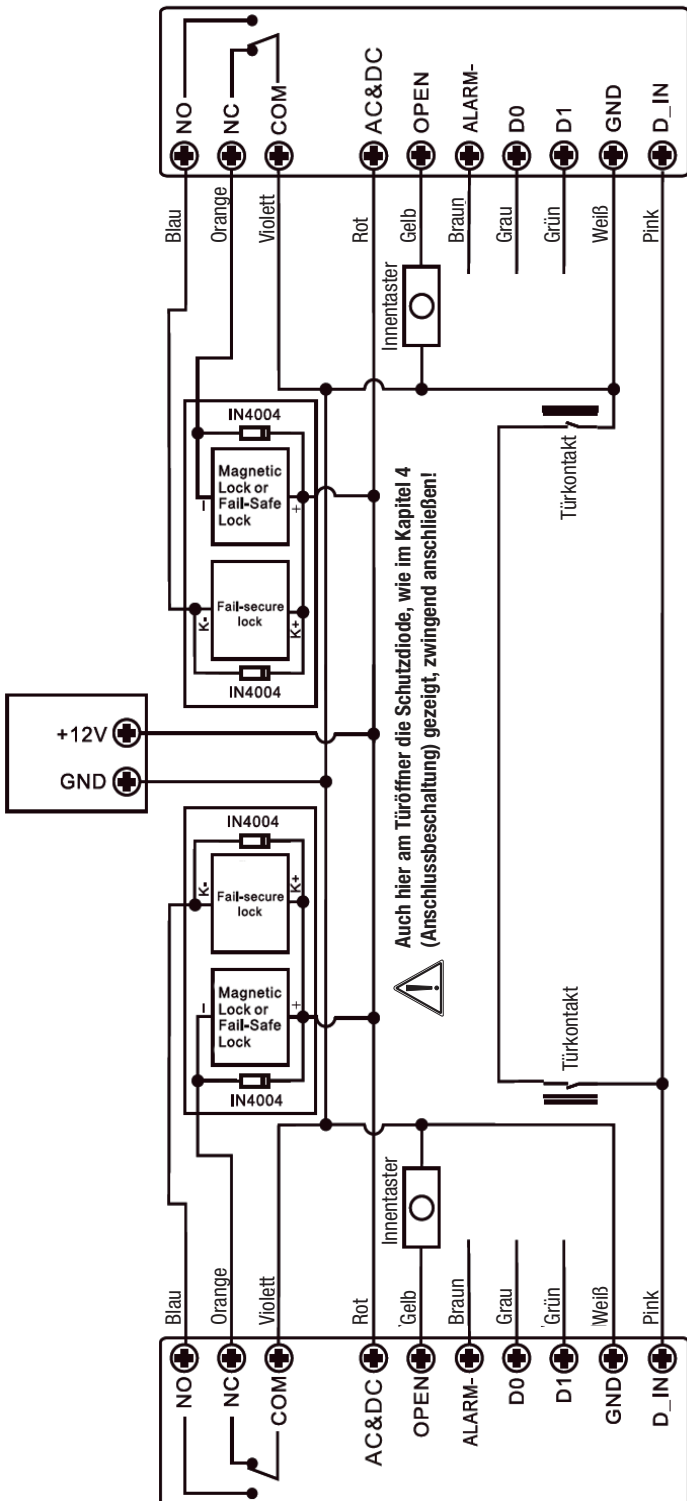 NO
NC
COM
AC&DC
OPEN
ALARM-
D0
D1
GND
D_IN
Blau
Orange
Violett
Rot
Gelb
Braun
Grau
Grün
Weiß
Pink
Innentaster
IN4004
Magnetic
Lock or
Fail-Safe
Lock
−
+
Fail-secure
lock
K-
K+
IN4004
Türkontakt
+12V
GND
Auch hier am Türöffner die Schutzdiode, wie im Kapitel 4
(Anschlussbeschaltung) gezeigt, zwingend anschließen!
IN4004
Fail-secure
lock
K-
K+
Magnetic
Lock or
Fail-Safe
Lock
−
+
IN4004
Türkontakt
Innentaster
Blau
Orange
Violett
Rot
Gelb
Braun
Grau
Grün
Weiß
Pink
NO
NC
COM
AC&DC
OPEN
ALARM-
D0
D1
GND
D_IN